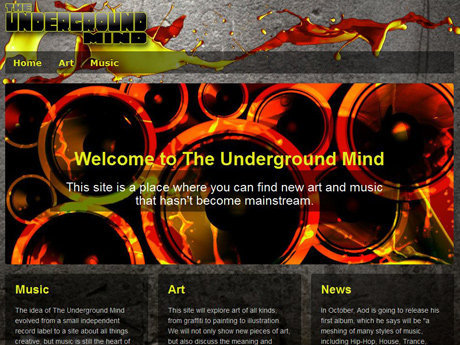 THE
UNDERGROUND
MIND
Home Art Music
Welcome to The Underground Mind
This site is a place where you can find new art and music
that hasn't become mainstream.
Music
The idea of The Underground Mind
evolved from a small independent
record label to a site about all things
creative, but music is still the heart of
Art
This site will explore art of all kinds,
from graffiti to painting to illustration.
We will not only show new pieces of art,
but also discuss the meaning and
News
In October, Aod is going to release his
first album, which he says will be "a
meshing of many styles of music,
including Hip-Hop, House, Trance,